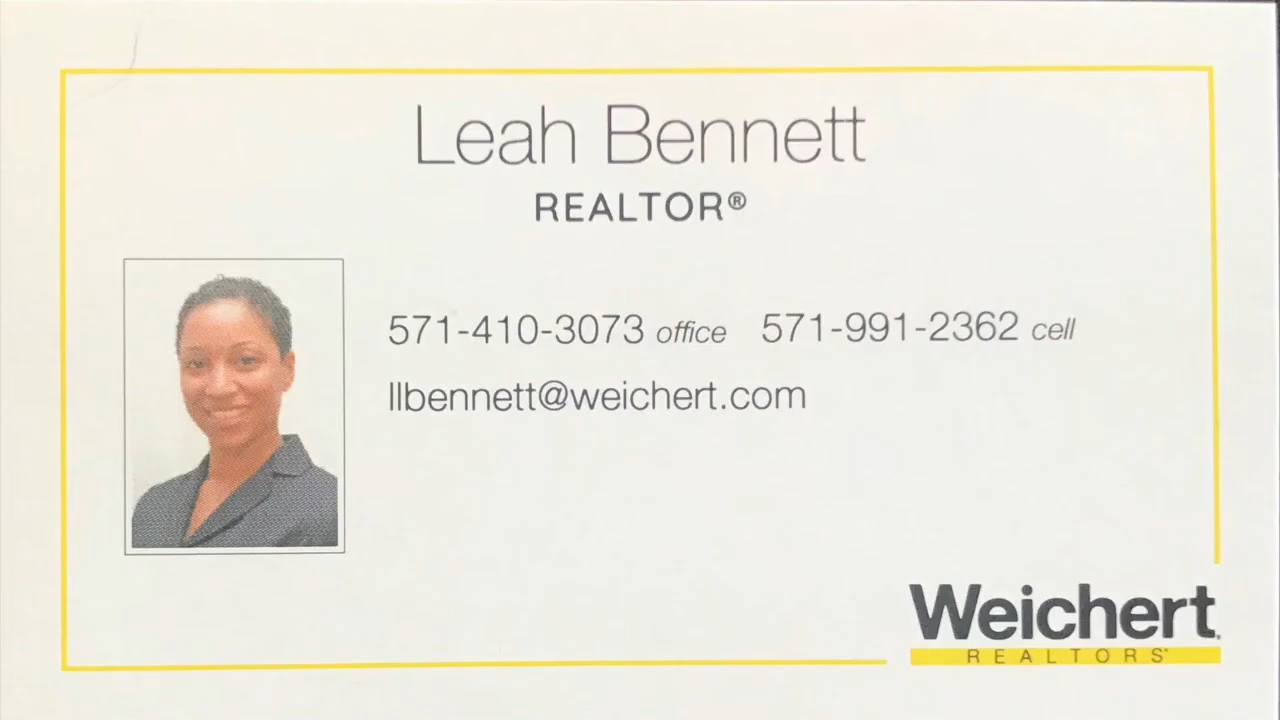 Leah Bennett
REALTOR®
571-410-3073 office 571-991-2362 cell
llbennett@weichert.com
Weichert
REALTORS